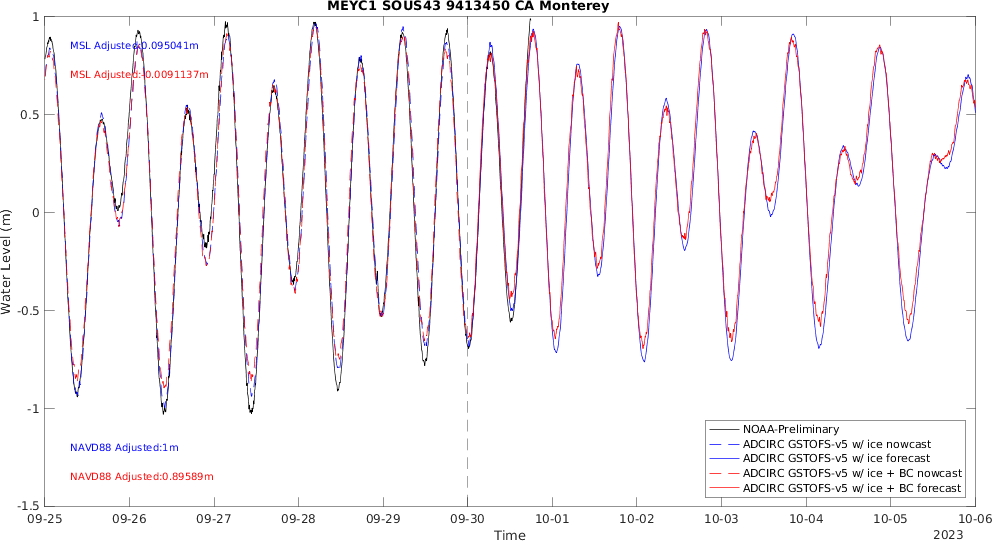 MEYC1 SOUS43 9413450 CA Monterey
1
MSL Adjusted:0.095041m
MSL Adjusted:-0.0091137m
0.5
0
Water Level (m)
-0.5
-1
NAVD88 Adjusted:1m
NAVD88 Adjusted:0.89589m
-1.5
NOAA-Preliminary
ADCIRC GSTOFS-v5 w/ ice nowcast
ADCIRC GSTOFS-v5 w/ ice forecast
ADCIRC GSTOFS-v5 w/ ice + BC nowcast
ADCIRC GSTOFS-v5 w/ ice + BC forecast
09-25 09-26 09-27 09-28 09-29 09-30 10-01 10-02 10-03 10-04 10-05 10-06
Time
2023